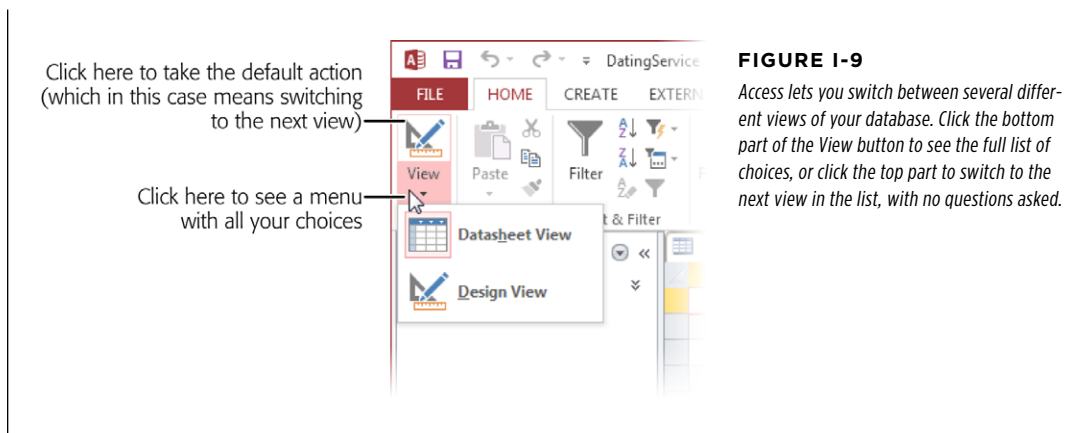 Click here to take the default action
(which in this case means switching
to the next view)
Click here to see a menu
with all your choices
DatingService
FILE
HOME
CREATE
EXTERN
View
Paste
Filter
t & Filter
Datasheet View
Design View
FIGURE I-9
Access lets you switch between several differ-
ent views of your database. Click the bottom
part of the View button to see the full list of
choices, or click the top part to switch to the
next view in the list, with no questions asked.